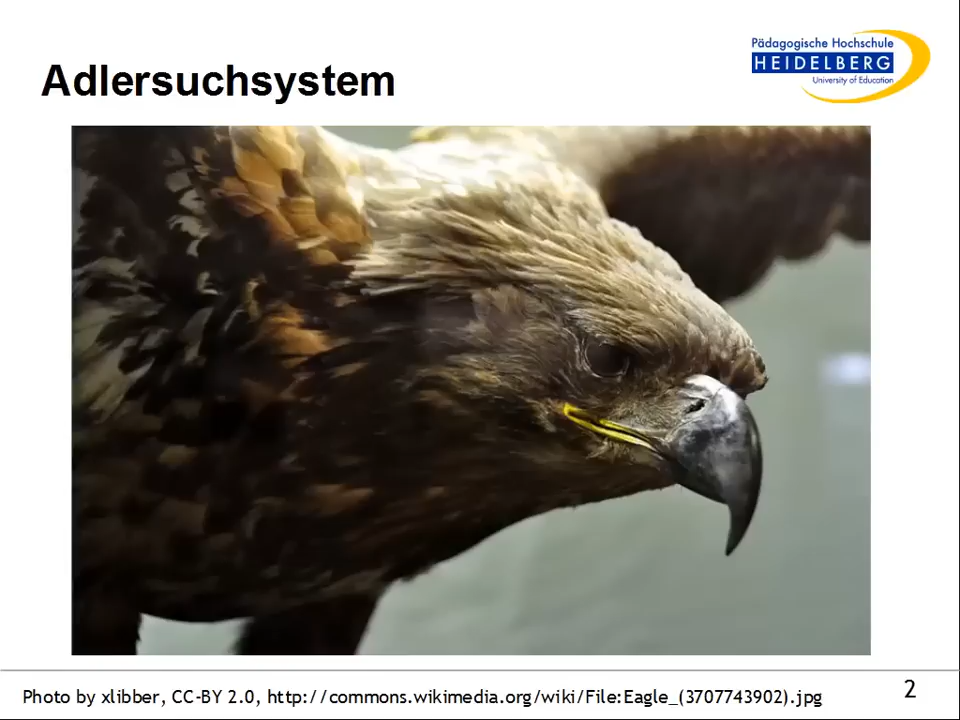 Pädagogische Hochschule
HEIDELBERG
University of Education
Adlersuchsystem
Photo by xlibber, CC-BY 2.0, http://commons.wikimedia.org/wiki/File:Eagle_(3707743902).jpg
2